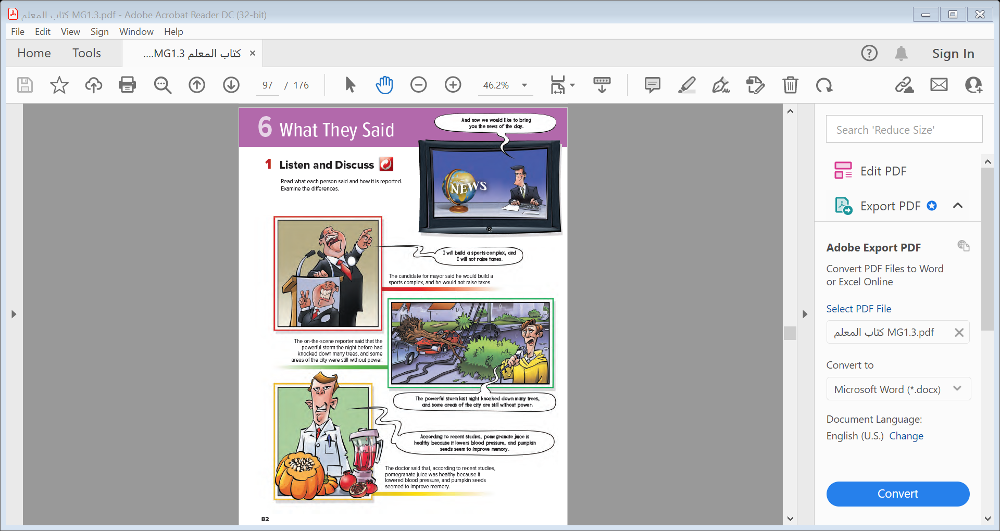 كتاب المعلم MG1.3.pdf - Adobe Acrobat Reader DC (32-bit)
File Edit View Sign Window Help
Home Tools كتاب المعلم MG1.3.... × Sign In
97 / 176 46.2%
6 What They Said
And now we would like to bring
you the news of the day.
NEWS
1 Listen and Discuss
Read what each person said and how it is reported.
Examine the differences.
I will build a sports complex, and
I will not raise taxes.
The candidate for mayor said he would build a
sports complex, and he would not raise taxes.
The on-the-scene reporter said that the
powerful storm the night before had
knocked down many trees, and some
areas of the city were still without power.
The powerful storm last night knocked down many trees,
and some areas of the city are still without power.
According to recent studies, pomegranate juice is
healthy because it lowers blood pressure, and pumpkin
seeds seem to improve memory.
The doctor said that, according to recent studies,
pomegranate juice was healthy because it
lowered blood pressure, and pumpkin seeds
seemed to improve memory.
82
Search 'Reduce Size'
Edit PDF
Export PDF
Adobe Export PDF
Convert PDF Files to Word
or Excel Online
Select PDF File
كتاب المعلم MG1.3.pdf
Convert to
Microsoft Word (*.docx)
Document Language:
English (U.S.) Change
Convert